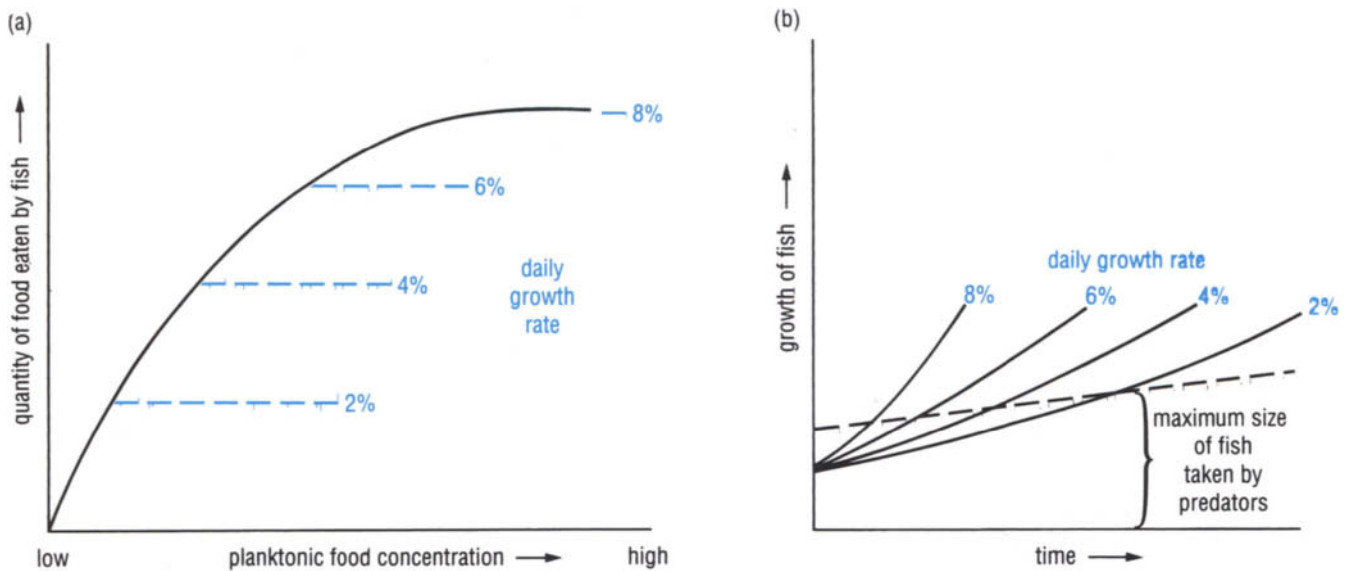 (a)
quantity of food eaten by fish
8%
6%
4%
2%
daily
growth
rate
low
planktonic food concentration
high
(b)
growth of fish
daily growth rate
8%
6%
4%
2%
maximum size
of fish
taken by
predators
time